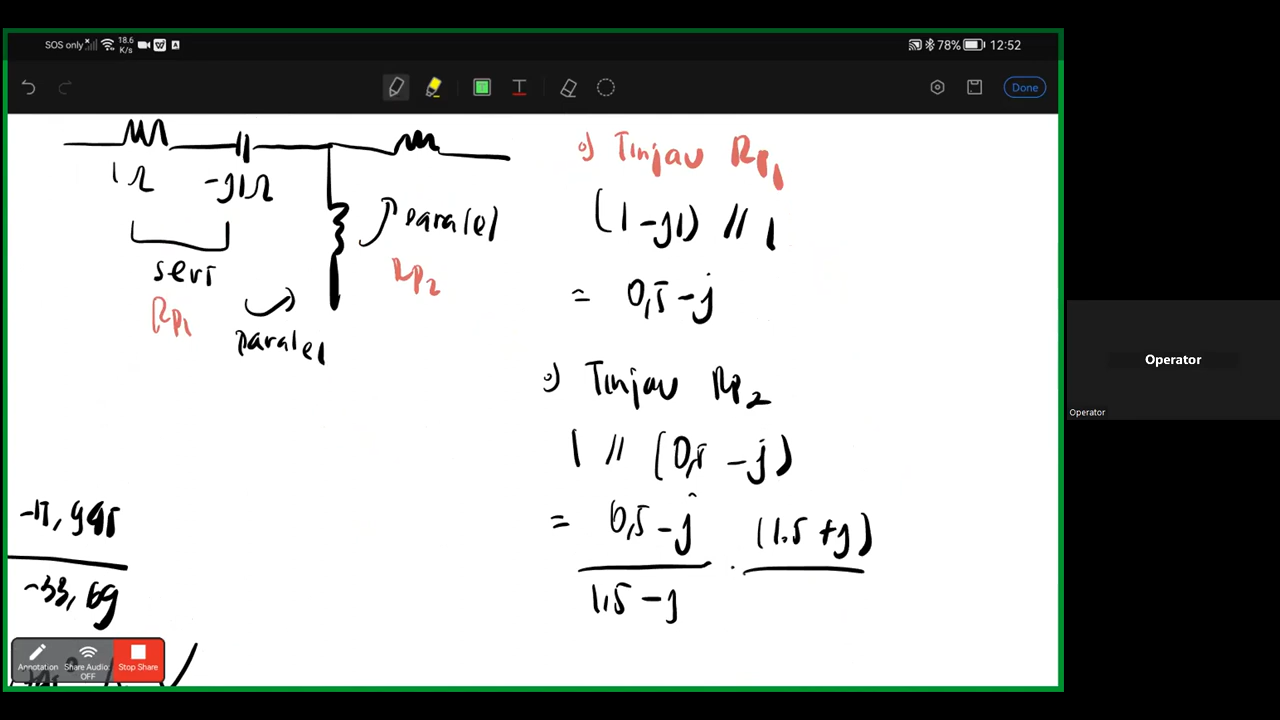 SOS only 18.6 K/s 78% 12:52
T Done
1Ω -j1Ω
seri
Rp1
paralel
paralel
Rp2
•) Tinjau Rp1
(1 - j1) // 1
= 0,5 - j
•) Tinjau Rp2
1 // (0,5 - j)
= 0,5 - j (1.5 + j)
1,5 - j
-33,69
Annotation Share Audio: OFF Stop Share
Operator
Operator